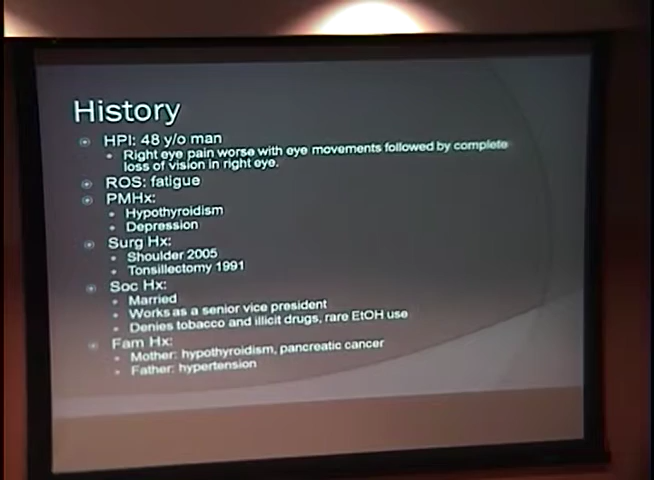 History
HPI: 48 y/o man
Right eye pain worse with eye movements followed by complete
loss of vision in right eye.
ROS: fatigue
PMHx:
Hypothyroidism
Depression
Surg Hx:
Shoulder 2005
Tonsillectomy 1991
Soc Hx:
Married
Works as a senior vice president
Denies tobacco and illicit drugs, rare EtOH use
Fam Hx:
Mother: hypothyroidism, pancreatic cancer
Father: hypertension